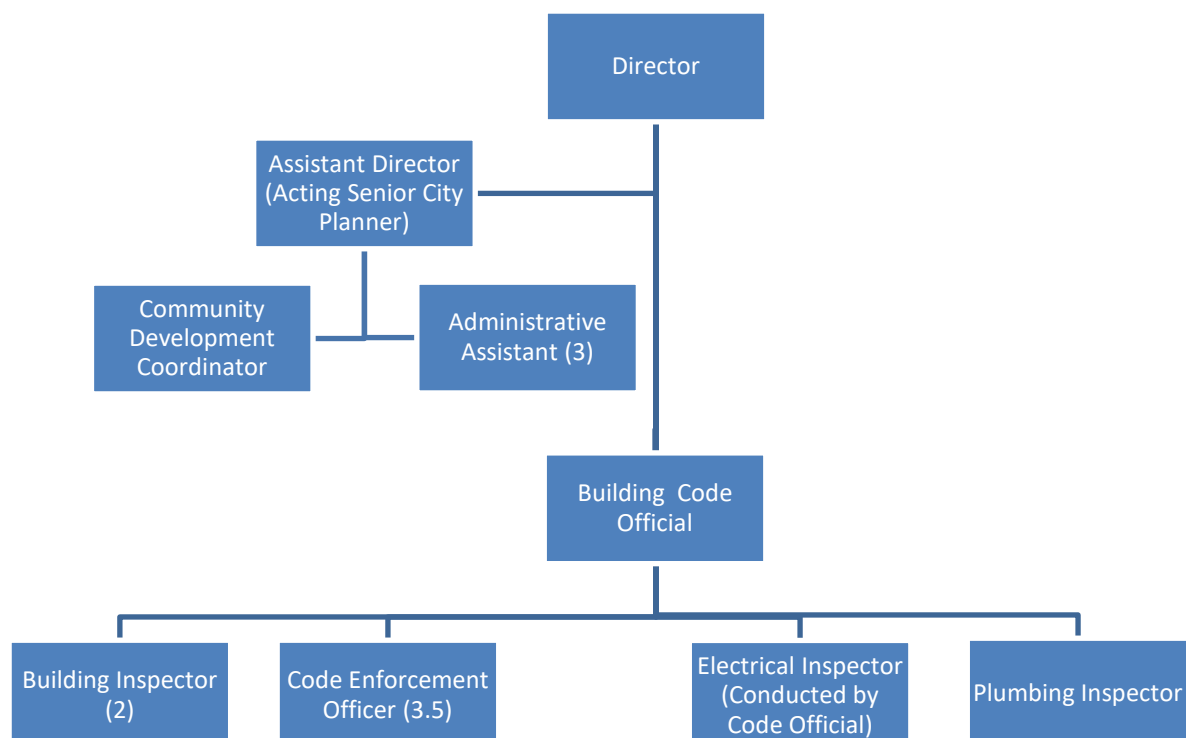 Director
Assistant Director
(Acting Senior City
Planner)
Community
Development
Coordinator
Administrative
Assistant (3)
Building Code
Official
Building Inspector
(2)
Code Enforcement
Officer (3.5)
Electrical Inspector
(Conducted by
Code Official)
Plumbing Inspector